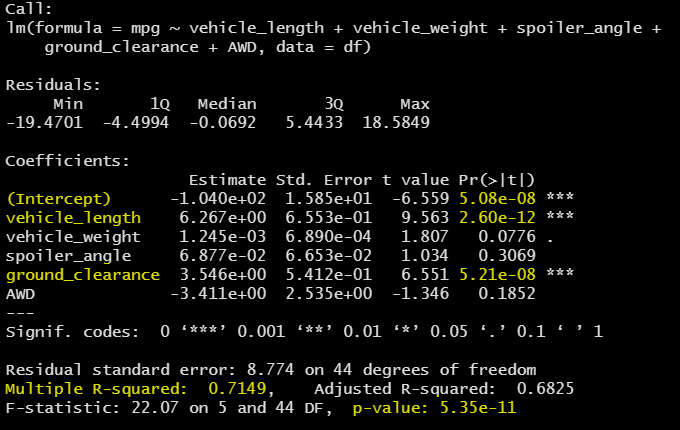 Call:
lm(formula = mpg ~ vehicle_length + vehicle_weight + spoiler_angle +
    ground_clearance + AWD, data = df)

Residuals:
     Min       1Q   Median       3Q      Max
-19.4701  -4.4994  -0.0692   5.4433  18.5849

Coefficients:
                   Estimate Std. Error t value Pr(>|t|)
(Intercept)      -1.040e+02  1.585e+01  -6.559 5.08e-08 ***
vehicle_length    6.267e+00  6.553e-01   9.563 2.60e-12 ***
vehicle_weight    1.245e-03  6.890e-04   1.807   0.0776 .
spoiler_angle     6.877e-02  6.653e-02   1.034   0.3069
ground_clearance  3.546e+00  5.412e-01   6.551 5.21e-08 ***
AWD              -3.411e+00  2.535e+00  -1.346   0.1852
---
Signif. codes:  0 ‘***’ 0.001 ‘**’ 0.01 ‘*’ 0.05 ‘.’ 0.1 ‘ ’ 1

Residual standard error: 8.774 on 44 degrees of freedom
Multiple R-squared:  0.7149,    Adjusted R-squared:  0.6825
F-statistic: 22.07 on 5 and 44 DF,  p-value: 5.35e-11